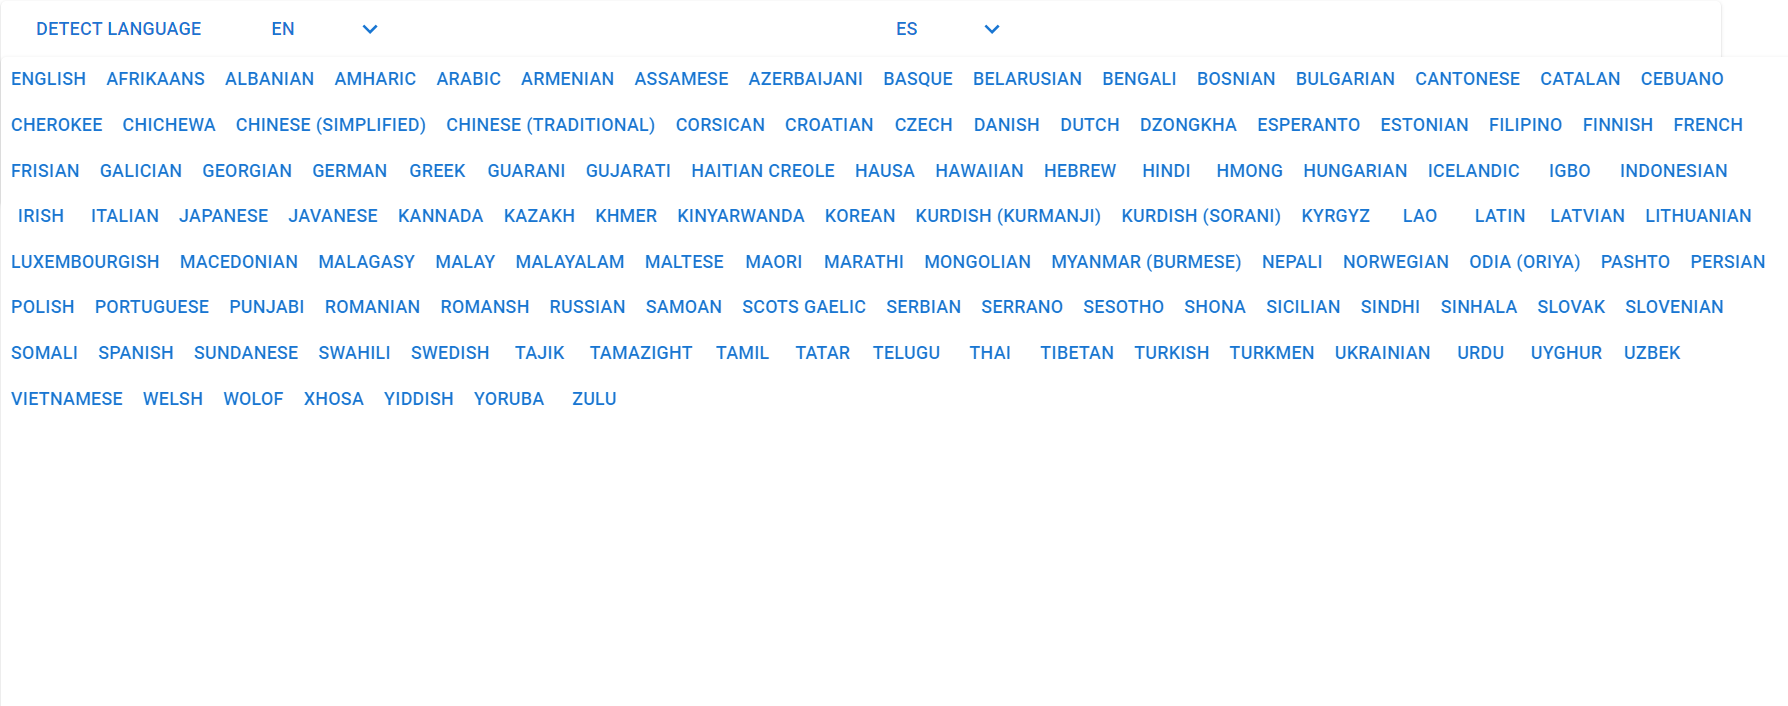 DETECT LANGUAGE EN ES
ENGLISH AFRIKAANS ALBANIAN AMHARIC ARABIC ARMENIAN ASSAMESE AZERBAIJANI BASQUE BELARUSIAN BENGALI BOSNIAN BULGARIAN CANTONESE CATALAN CEBUANO
CHEROKEE CHICHEWA CHINESE (SIMPLIFIED) CHINESE (TRADITIONAL) CORSICAN CROATIAN CZECH DANISH DUTCH DZONGKHA ESPERANTO ESTONIAN FILIPINO FINNISH FRENCH
FRISIAN GALICIAN GEORGIAN GERMAN GREEK GUARANI GUJARATI HAITIAN CREOLE HAUSA HAWAIIAN HEBREW HINDI HMONG HUNGARIAN ICELANDIC IGBO INDONESIAN
IRISH ITALIAN JAPANESE JAVANESE KANNADA KAZAKH KHMER KINYARWANDA KOREAN KURDISH (KURMANJI) KURDISH (SORANI) KYRGYZ LAO LATIN LATVIAN LITHUANIAN
LUXEMBOURGISH MACEDONIAN MALAGASY MALAY MALAYALAM MALTESE MAORI MARATHI MONGOLIAN MYANMAR (BURMESE) NEPALI NORWEGIAN ODIA (ORIYA) PASHTO PERSIAN
POLISH PORTUGUESE PUNJABI ROMANIAN ROMANSH RUSSIAN SAMOAN SCOTS GAELIC SERBIAN SERRANO SESOTHO SHONA SICILIAN SINDHI SINHALA SLOVAK SLOVENIAN
SOMALI SPANISH SUNDANESE SWAHILI SWEDISH TAJIK TAMAZIGHT TAMIL TATAR TELUGU THAI TIBETAN TURKISH TURKMEN UKRAINIAN URDU UYGHUR UZBEK
VIETNAMESE WELSH WOLOF XHOSA YIDDISH YORUBA ZULU